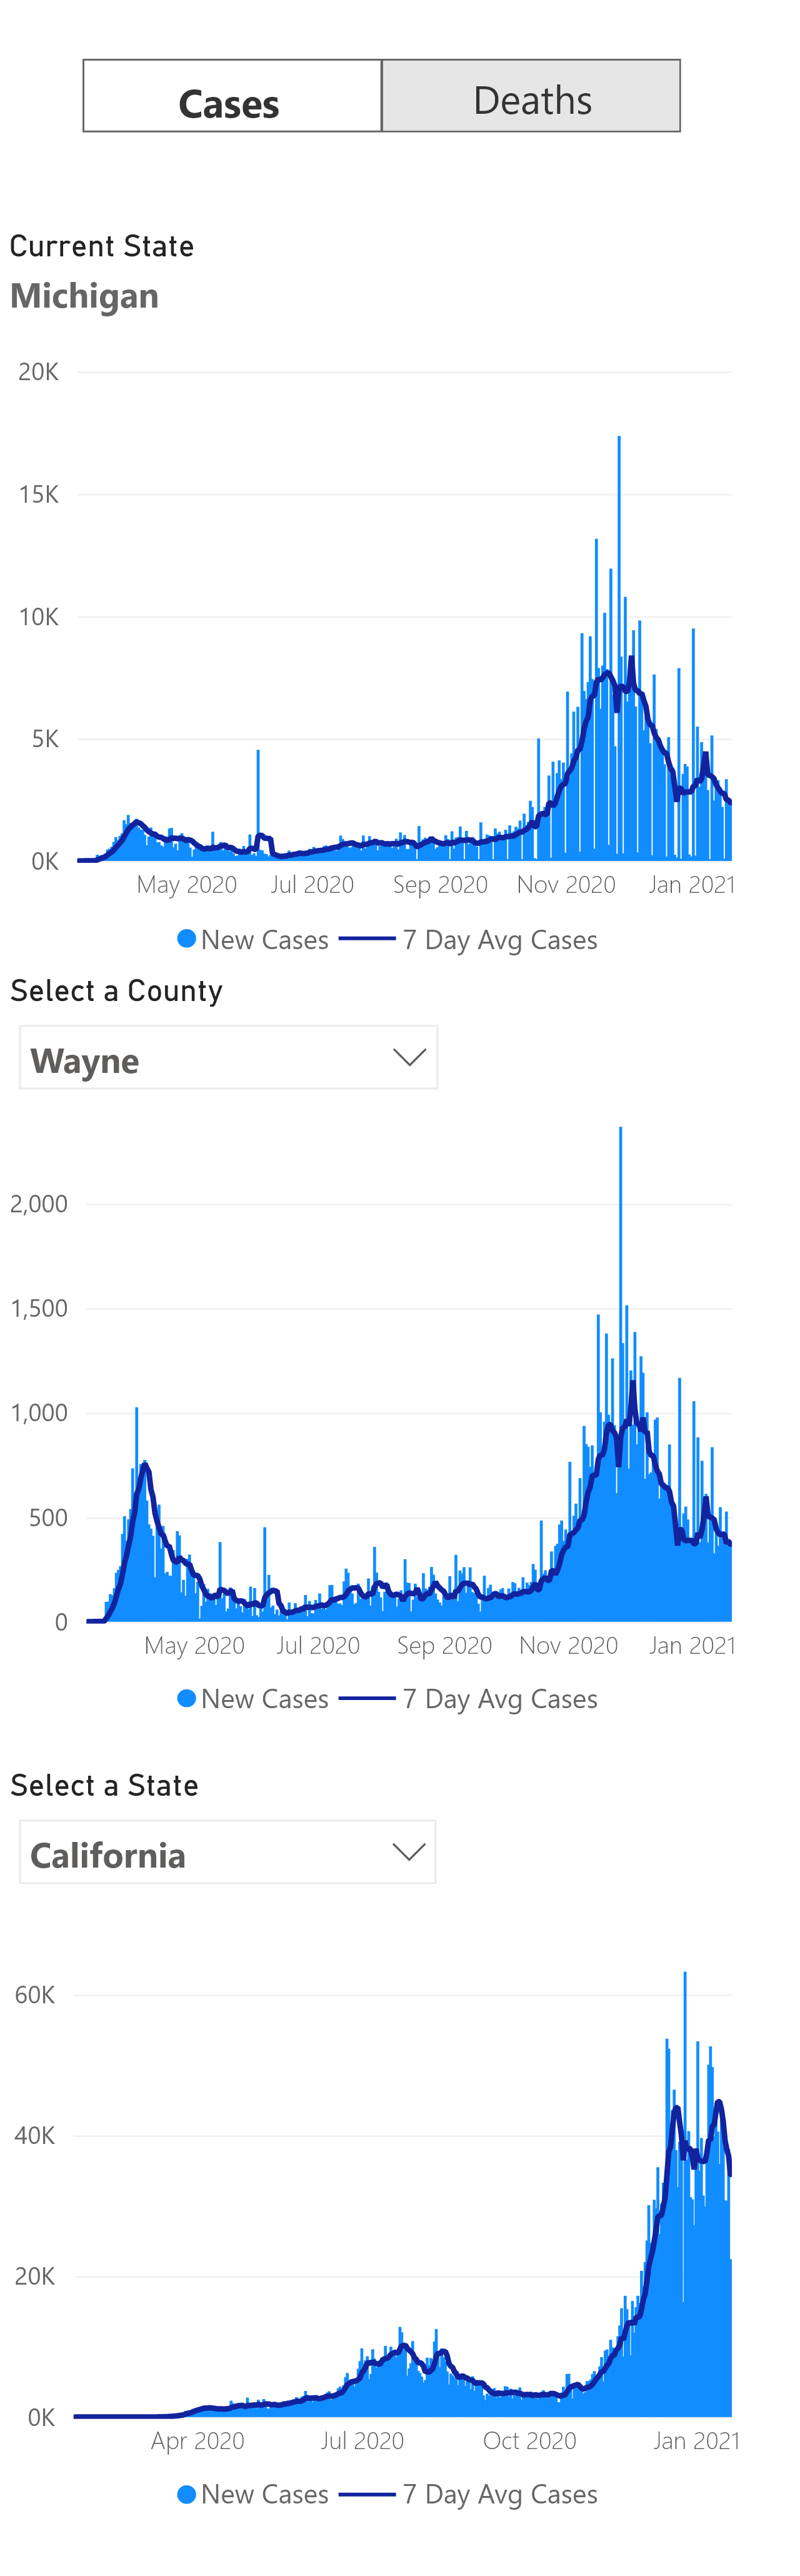 Cases Deaths
Current State
Michigan
20K
15K
10K
5K
0K
May 2020 Jul 2020 Sep 2020 Nov 2020 Jan 2021
New Cases 7 Day Avg Cases
Select a County
Wayne
2,000
1,500
1,000
500
0
May 2020 Jul 2020 Sep 2020 Nov 2020 Jan 2021
New Cases 7 Day Avg Cases
Select a State
California
60K
40K
20K
0K
Apr 2020 Jul 2020 Oct 2020 Jan 2021
New Cases 7 Day Avg Cases